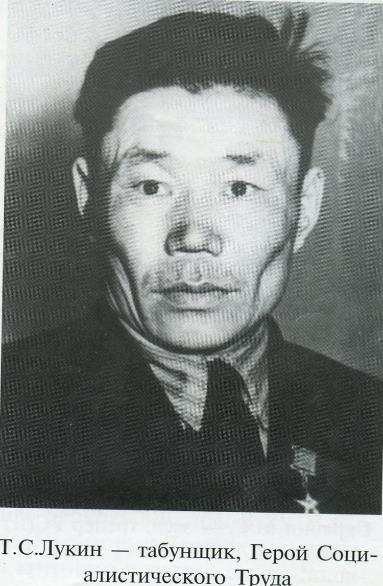 Т.С.Лукин — табунщик, Герой Соци-
алистического Труда